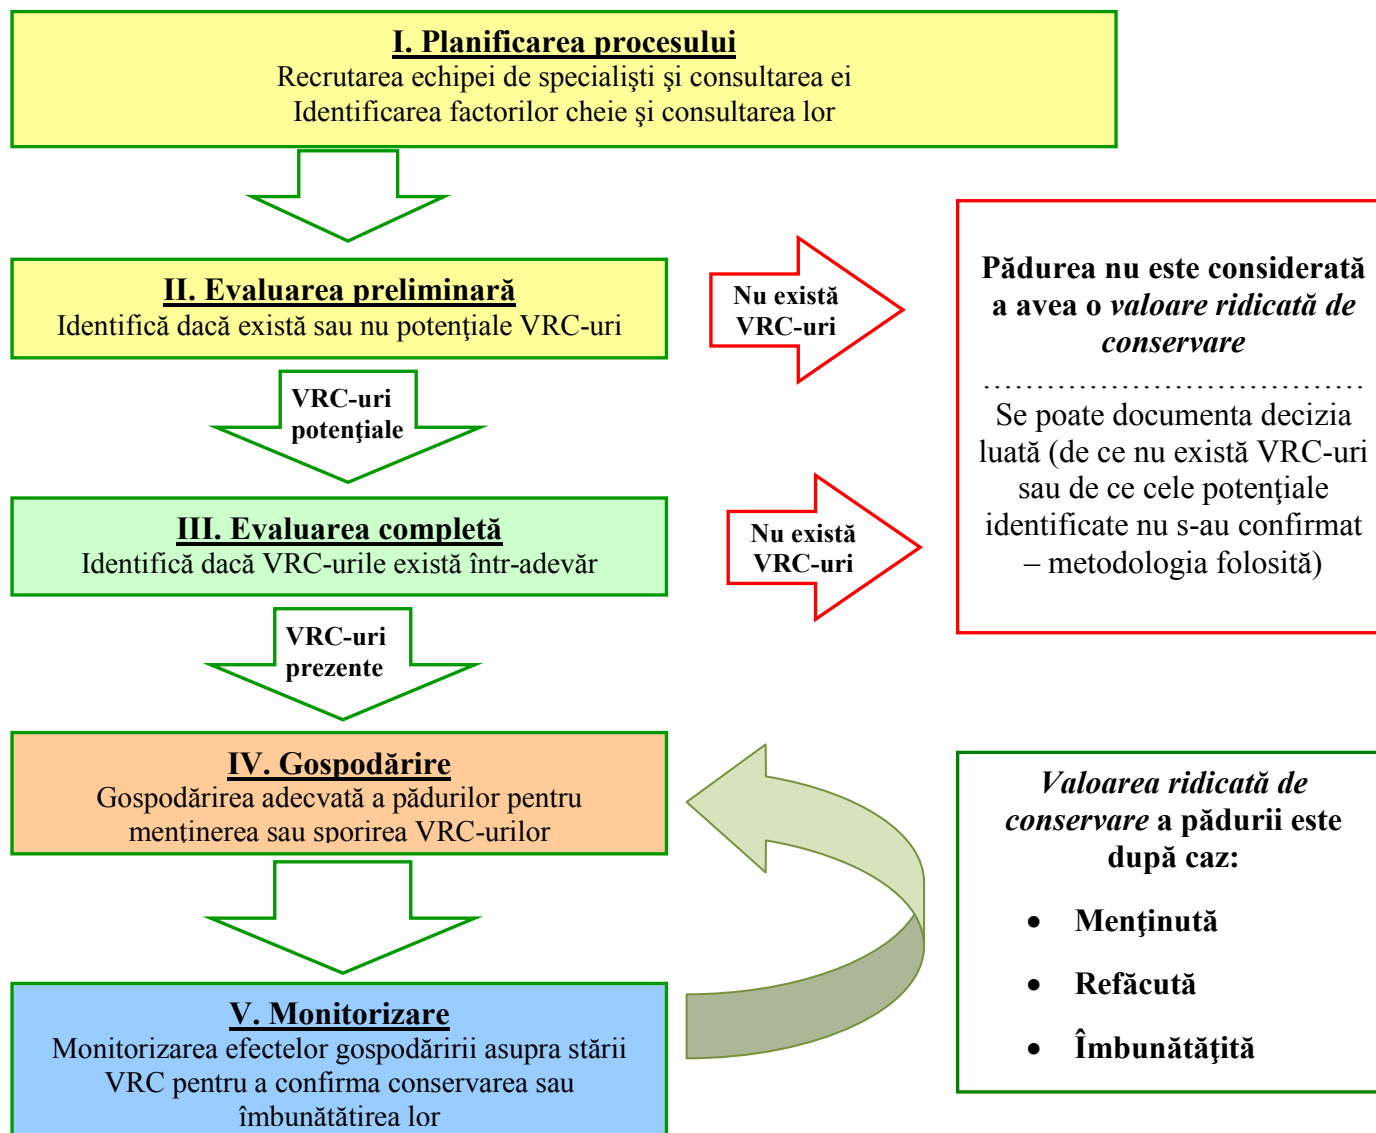 I. Planificarea procesului
Recrutarea echipei de specialişti şi consultarea ei
Identificarea factorilor cheie şi consultarea lor
II. Evaluarea preliminară
Identifică dacă există sau nu potenţiale VRC-uri
Nu există
VRC-uri
Pădurea nu este considerată
a avea o valoare ridicată de
conservare
....................................
Se poate documenta decizia
luată (de ce nu există VRC-uri
sau de ce cele potenţiale
identificate nu s-au confirmat
– metodologia folosită)
VRC-uri
potenţiale
III. Evaluarea completă
Identifică dacă VRC-urile există într-adevăr
Nu există
VRC-uri
VRC-uri
prezente
IV. Gospodărire
Gospodărirea adecvată a pădurilor pentru
menţinerea sau sporirea VRC-urilor
Valoarea ridicată de
conservare a pădurii este
după caz:
• Menţinută
• Refăcută
• Îmbunătăţită
V. Monitorizare
Monitorizarea efectelor gospodăririi asupra stării
VRC pentru a confirma conservarea sau
îmbunătăţirea lor